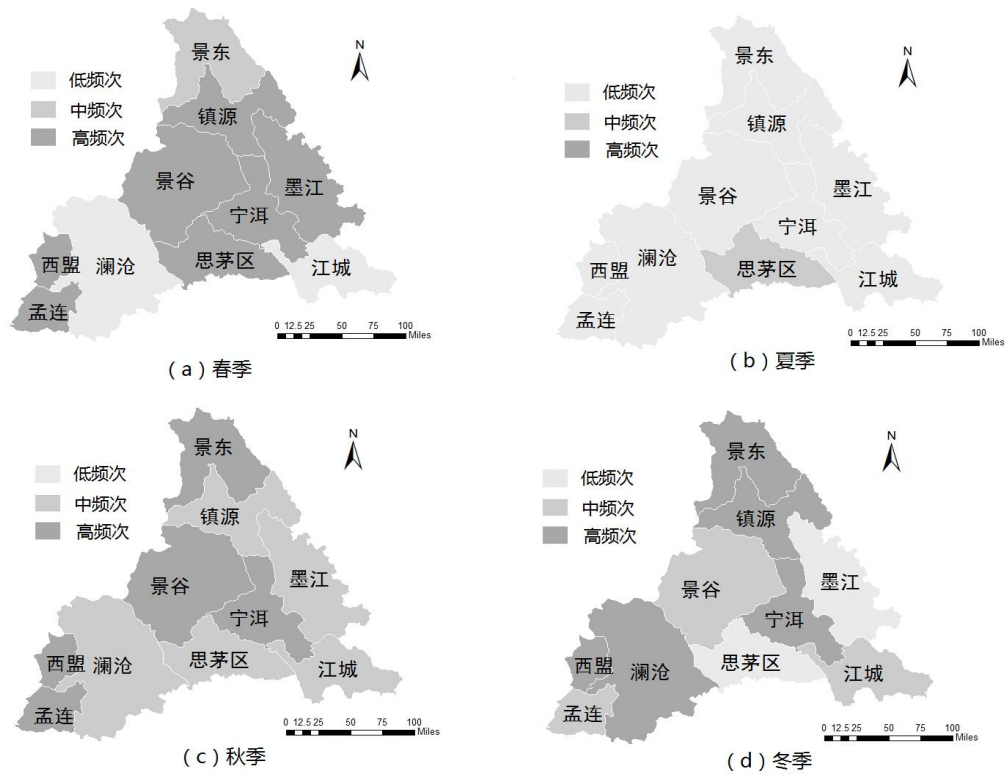 景东
N
低频次
中频次
高频次
镇源
景谷
墨江
宁洱
西盟
澜沧
思茅区
江城
孟连
0 12.5 25 50 75 100
Miles
(a)春季
景东
N
低频次
中频次
高频次
镇源
景谷
墨江
宁洱
西盟
澜沧
思茅区
江城
孟连
0 12.5 25 50 75 100
Miles
(b)夏季
景东
N
低频次
中频次
高频次
镇源
景谷
墨江
宁洱
西盟
澜沧
思茅区
江城
孟连
0 12.5 25 50 75 100
Miles
(c)秋季
景东
N
低频次
中频次
高频次
镇源
景谷
墨江
宁洱
西盟
澜沧
思茅区
江城
孟连
0 12.5 25 50 75 100
Miles
(d)冬季